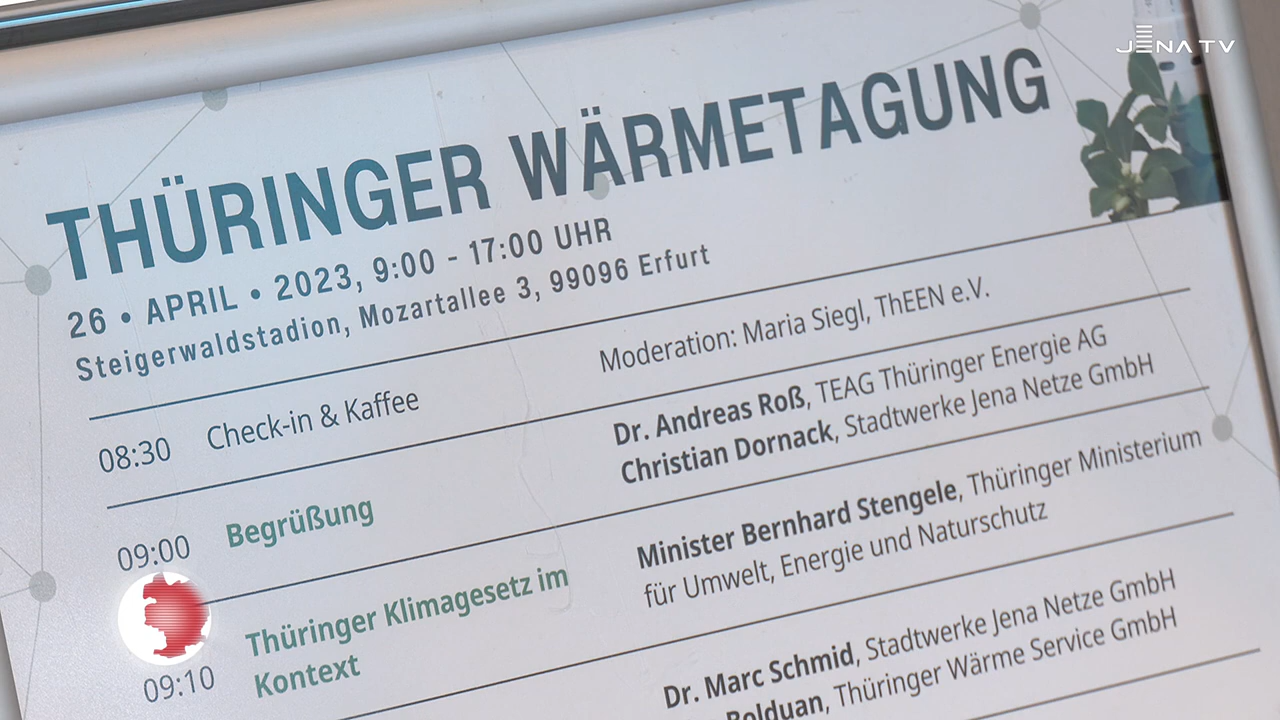 JENA TV
THÜRINGER WÄRMETAGUNG
26 • APRIL • 2023, 9:00 - 17:00 UHR
Steigerwaldstadion, Mozartallee 3, 99096 Erfurt
Moderation: Maria Siegl, ThEEN e.V.
08:30 Check-in & Kaffee
Dr. Andreas Roß, TEAG Thüringer Energie AG
Christian Dornack, Stadtwerke Jena Netze GmbH
09:00 Begrüßung
Minister Bernhard Stengele, Thüringer Ministerium
für Umwelt, Energie und Naturschutz
09:10 Thüringer Klimagesetz im
Kontext
Dr. Marc Schmid, Stadtwerke Jena Netze GmbH
Bolduan, Thüringer Wärme Service GmbH